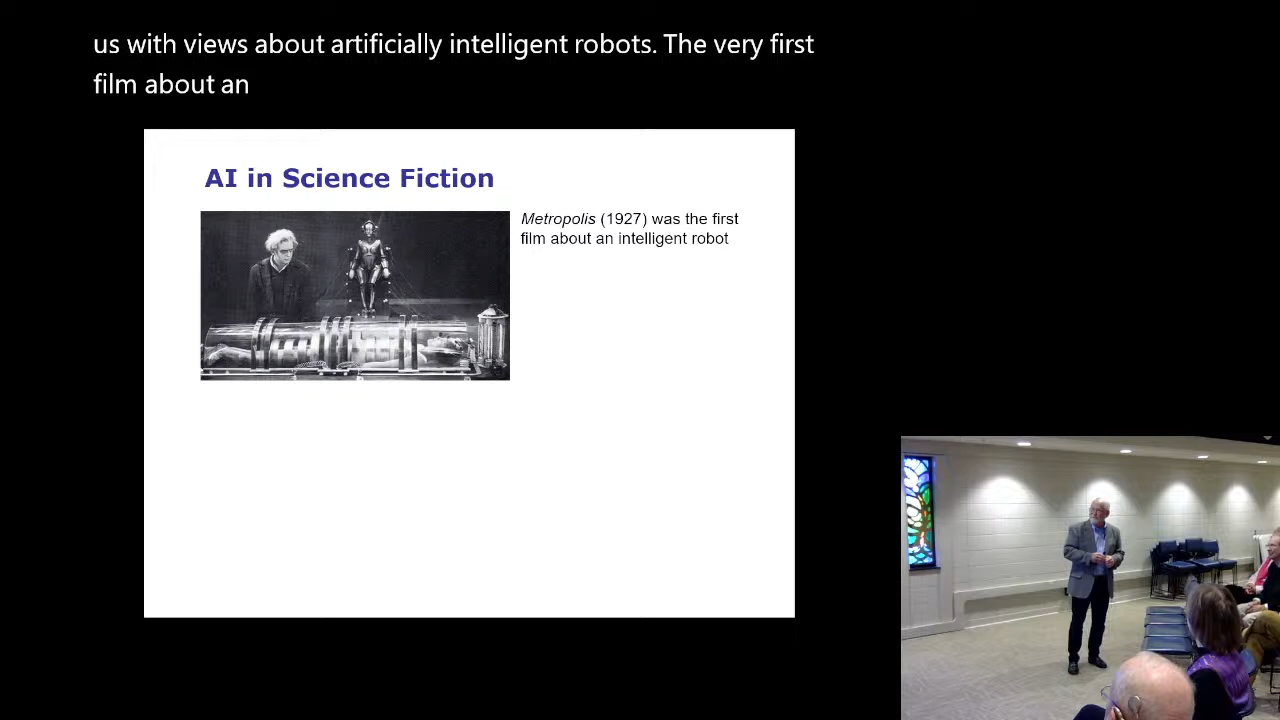 us with views about artificially intelligent robots. The very first
film about an
AI in Science Fiction
Metropolis (1927) was the first
film about an intelligent robot